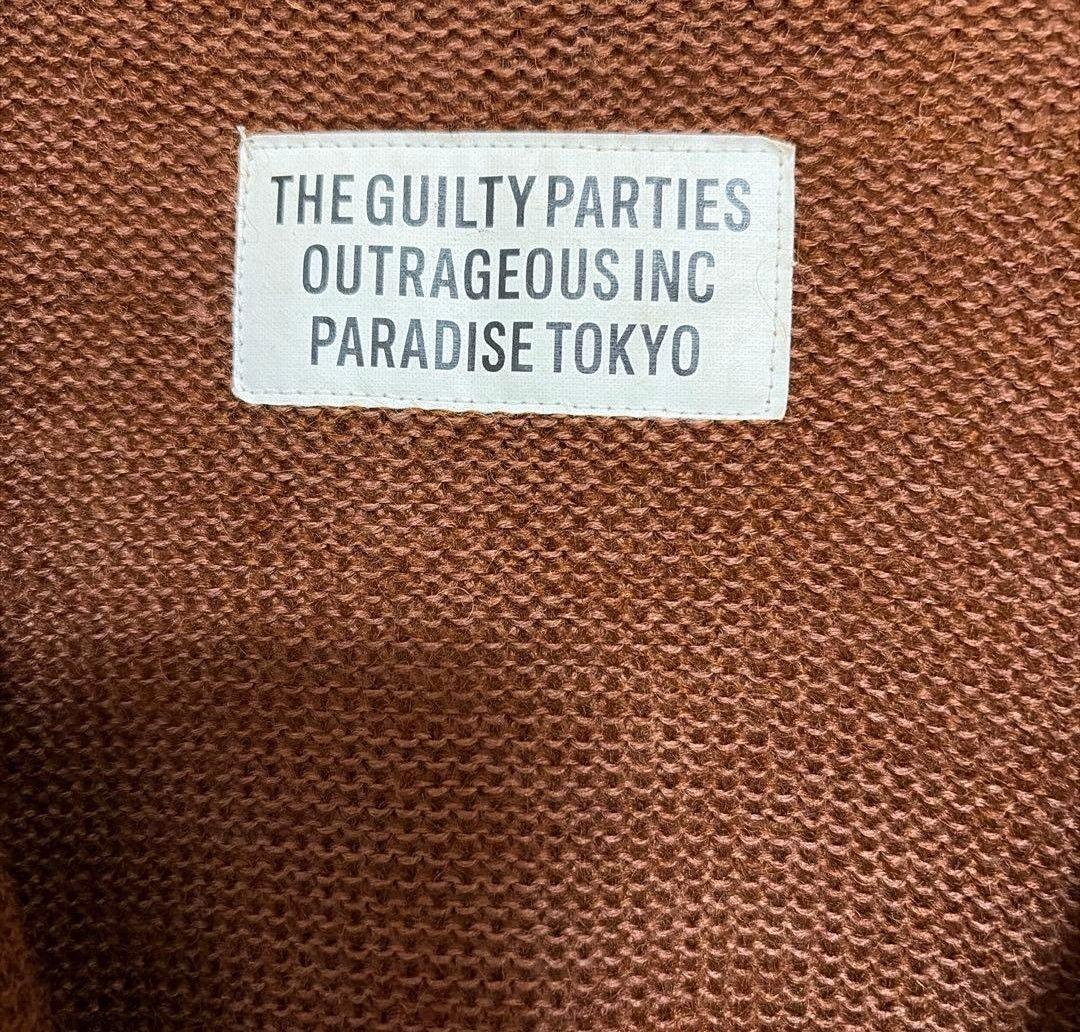 THE GUILTY PARTIES
OUTRAGEOUS INC
PARADISE TOKYO